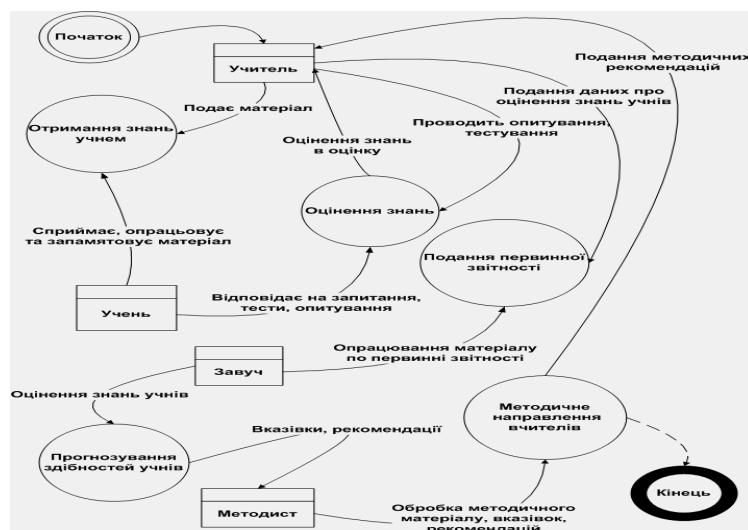 Початок
Учитель
Подання методичних
рекомендацій
Подає матеріал
Подання даних про
оцінення знань учнів
Отримання знань
учнем
Оцінення знань
в оцінку
Проводить опитування,
тестування
Оцінення знань
Сприймає, опрацьовує
та запамятовує матеріал
Подання первинної
звітності
Учень
Відповідає на запитання,
тести, опитування
Завуч
Опрацювання матеріалу
по первинні звітності
Оцінення знань учнів
Методичне
направлення
вчителів
Вказівки, рекомендації
Прогнозування
здібностей учнів
Методист
Обробка методичного
матеріалу, вказівок,
рекомендацій
Кінець